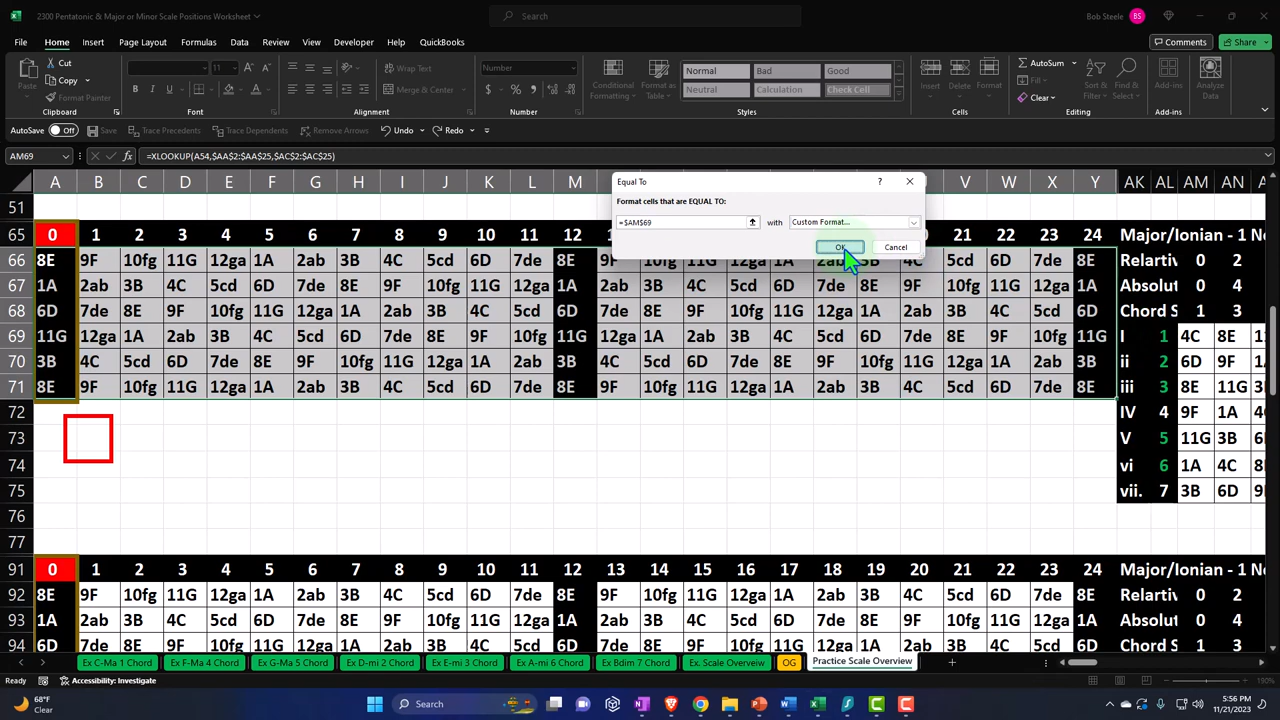 2300 Pentatonic & Major or Minor Scale Positions Worksheet
Search
Bob Steele BS
File Home Insert Page Layout Formulas Data Review View Developer Automate Help QuickBooks
Comments Share
Cut
Copy
Format Painter
Paste
Clipboard
11
Font
Wrap Text
Merge & Center
Alignment
Number
Number
Conditional Formatting
Format as Table
Normal Bad Good
Neutral Calculation Check Cell
Styles
Insert Delete Format
Cells
AutoSum
Fill
Clear
Sort & Filter
Find & Select
Editing
Add-ins
Add-ins
Analyze Data
AutoSave Off Save Trace Precedents Trace Dependents Remove Arrows Undo Redo
AM69 =XLOOKUP(A54,$AA$2:$AA$25,$AC$2:$AC$25)
Equal To ?
Format cells that are EQUAL TO:
=$AM$69 with Custom Format...
OK Cancel
A B C D E F G H I J K L M V W X Y AK AL AM AN
51
65 0 1 2 3 4 5 6 7 8 9 10 11 12 21 22 23 24 Major/Ionian - 1 N
66 8E 9F 10fg 11G 12ga 1A 2ab 3B 4C 5cd 6D 7de 8E 9F 10fg 11G 12ga 1A 2ab 3B 4C 5cd 6D 7de 8E Relartiv 0 2
67 1A 2ab 3B 4C 5cd 6D 7de 8E 9F 10fg 11G 12ga 1A 2ab 3B 4C 5cd 6D 7de 8E 9F 10fg 11G 12ga 1A Absolut 0 4
68 6D 7de 8E 9F 10fg 11G 12ga 1A 2ab 3B 4C 5cd 6D 7de 8E 9F 10fg 11G 12ga 1A 2ab 3B 4C 5cd 6D Chord S 1 3
69 11G 12ga 1A 2ab 3B 4C 5cd 6D 7de 8E 9F 10fg 11G 12ga 1A 2ab 3B 4C 5cd 6D 7de 8E 9F 10fg 11G I 1 4C 8E
70 3B 4C 5cd 6D 7de 8E 9F 10fg 11G 12ga 1A 2ab 3B 4C 5cd 6D 7de 8E 9F 10fg 11G 12ga 1A 2ab 3B ii 2 6D 9F
71 8E 9F 10fg 11G 12ga 1A 2ab 3B 4C 5cd 6D 7de 8E 9F 10fg 11G 12ga 1A 2ab 3B 4C 5cd 6D 7de 8E iii 3 8E 11G
72 IV 4 9F 1A
73 V 5 11G 3B
74 vi 6 1A 4C
75 vii. 7 3B 6D
76
77
91 0 1 2 3 4 5 6 7 8 9 10 11 12 13 14 15 16 17 18 19 20 21 22 23 24 Major/Ionian - 1 N
92 8E 9F 10fg 11G 12ga 1A 2ab 3B 4C 5cd 6D 7de 8E 9F 10fg 11G 12ga 1A 2ab 3B 4C 5cd 6D 7de 8E Relartiv 0 2
93 1A 2ab 3B 4C 5cd 6D 7de 8E 9F 10fg 11G 12ga 1A 2ab 3B 4C 5cd 6D 7de 8E 9F 10fg 11G 12ga 1A Absolut 0 4
94 6D 7de 8E 9F 10fg 11G 12ga 1A 2ab 3B 4C 5cd 6D 7de 8E 9F 10fg 11G 12ga 1A 2ab 3B 4C 5cd 6D Chord S 1 3
Ex C-Ma 1 Chord Ex F-Ma 4 Chord Ex G-Ma 5 Chord Ex D-mi 2 Chord Ex E-mi 3 Chord Ex A-mi 6 Chord Ex Bdim 7 Chord Ex. Scale Overveiw OG Practice Scale Overview
Ready Accessibility: Investigate 190%
68°F
Clear
Search
5:56 PM
11/21/2023